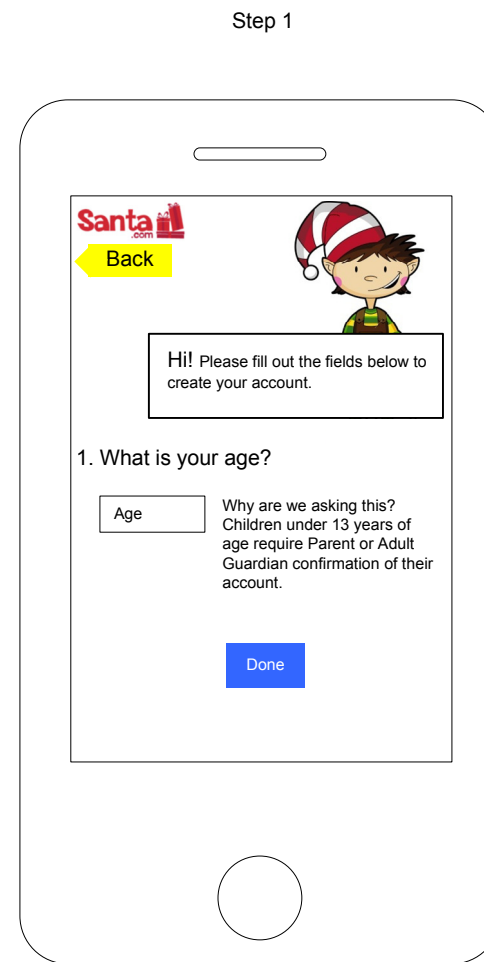 Step 1
Santa
.com
Back
Hi! Please fill out the fields below to
create your account.
1. What is your age?
Age
Why are we asking this?
Children under 13 years of
age require Parent or Adult
Guardian confirmation of their
account.
Done